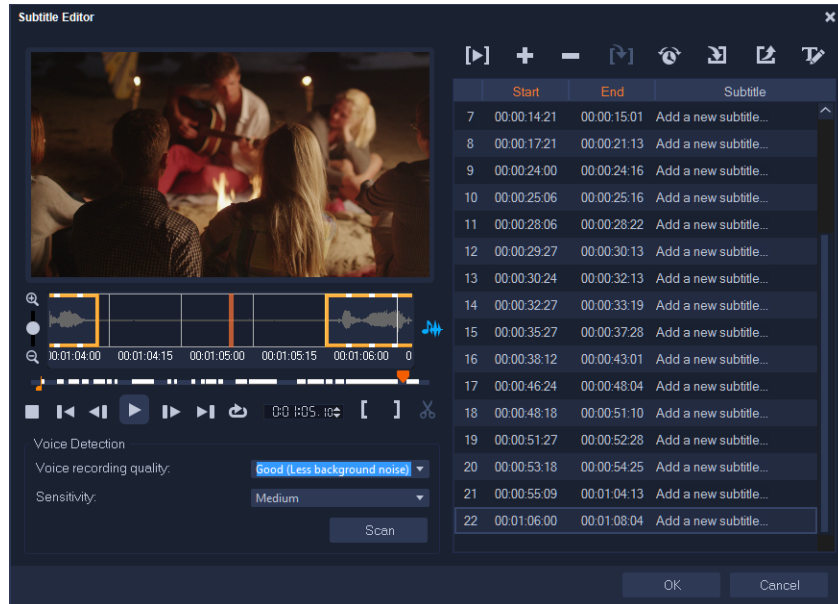 Subtitle Editor
Start End Subtitle
7 00:00:14:21 00:00:15:01 Add a new subtitle...
8 00:00:17:21 00:00:21:13 Add a new subtitle...
9 00:00:24:00 00:00:24:16 Add a new subtitle...
10 00:00:25:06 00:00:25:16 Add a new subtitle...
11 00:00:28:06 00:00:28:22 Add a new subtitle...
12 00:00:29:27 00:00:30:13 Add a new subtitle...
13 00:00:30:24 00:00:32:13 Add a new subtitle...
14 00:00:32:27 00:00:33:19 Add a new subtitle...
15 00:00:35:27 00:00:37:28 Add a new subtitle...
16 00:00:38:12 00:00:43:01 Add a new subtitle...
17 00:00:46:24 00:00:48:04 Add a new subtitle...
18 00:00:48:18 00:00:51:10 Add a new subtitle...
19 00:00:51:27 00:00:52:28 Add a new subtitle...
20 00:00:53:18 00:00:54:25 Add a new subtitle...
21 00:00:55:09 00:01:04:13 Add a new subtitle...
22 00:01:06:00 00:01:08:04 Add a new subtitle...
00:01:04:00 00:01:04:15 00:01:05:00 00:01:05:15 00:01:06:00 0
0:01:05.10
Voice Detection
Voice recording quality: Good (Less background noise)
Sensitivity: Medium
Scan
OK Cancel